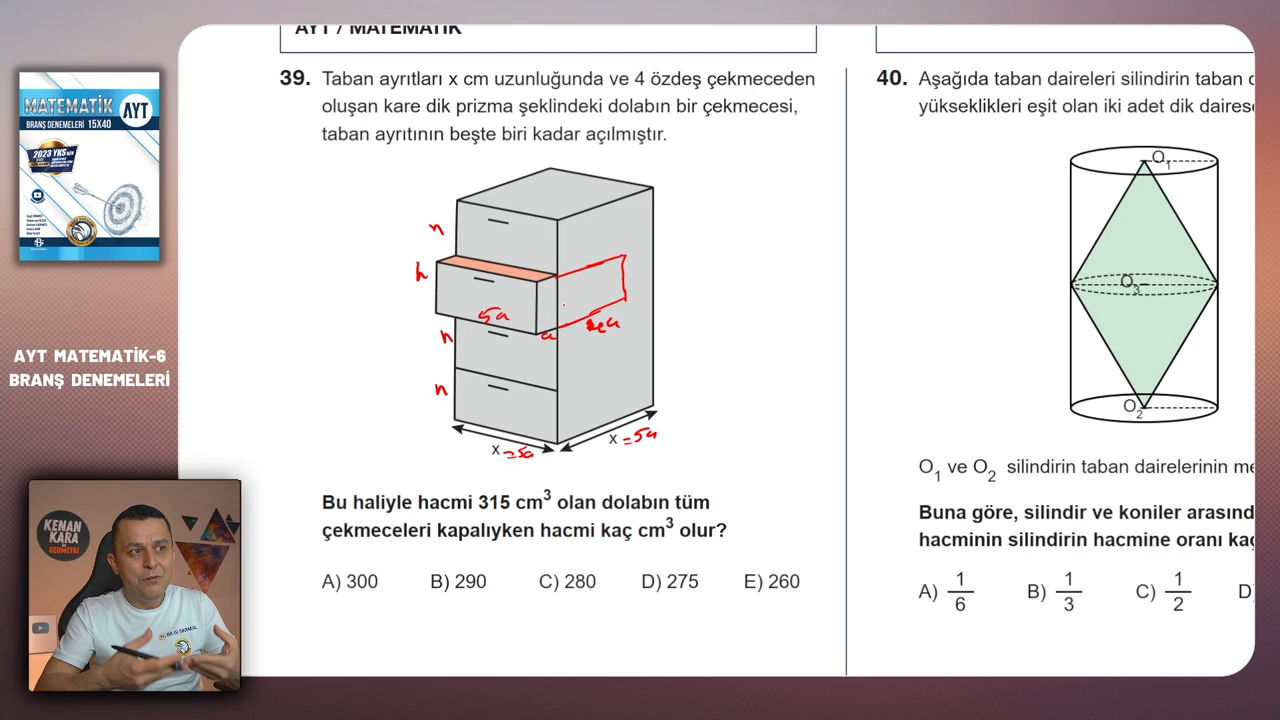 AYT / MATEMATİK
MATEMATİK
AYT
BRANŞ DENEMELERİ 15X40
2023 YKS'NİN
AYT MATEMATİK-6
BRANŞ DENEMELERİ
KENAN
KARA
GEOMETRİ
39. Taban ayrıtları x cm uzunluğunda ve 4 özdeş çekmeceden
oluşan kare dik prizma şeklindeki dolabın bir çekmecesi,
taban ayrıtının beşte biri kadar açılmıştır.
h
h
5a
a
4a
h
h
x =5a
x =5a
Bu haliyle hacmi 315 cm³ olan dolabın tüm
çekmeceleri kapalıyken hacmi kaç cm³ olur?
A) 300 B) 290 C) 280 D) 275 E) 260
40. Aşağıda taban daireleri silindirin taban
yükseklikleri eşit olan iki adet dik
O₁
O₃
O₂
O₁ ve O₂ silindirin taban dairelerinin
Buna göre, silindir ve koniler
hacminin silindirin hacmine oranı
A) 1/6 B) 1/3 C) 1/2 D)